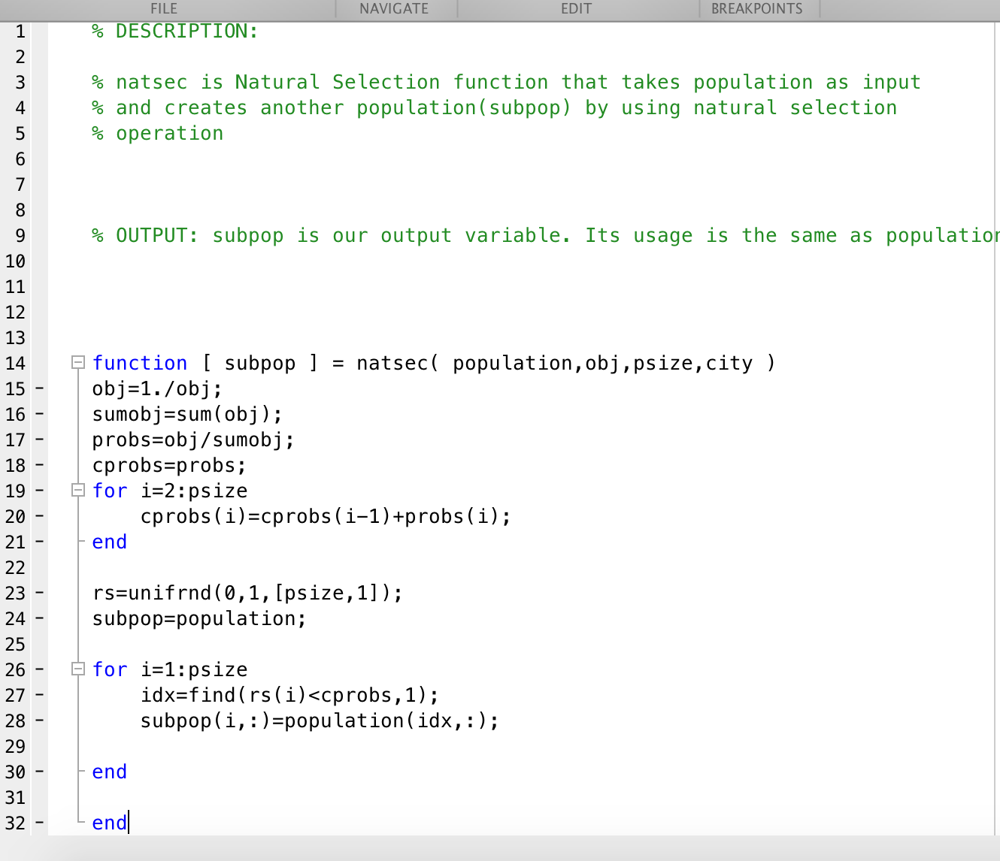 FILE NAVIGATE EDIT BREAKPOINTS
1 % DESCRIPTION:
2
3 % natsec is Natural Selection function that takes population as input
4 % and creates another population(subpop) by using natural selection
5 % operation
6
7
8
9 % OUTPUT: subpop is our output variable. Its usage is the same as population
10
11
12
13
14 function [ subpop ] = natsec( population,obj,psize,city )
15 - obj=1./obj;
16 - sumobj=sum(obj);
17 - probs=obj/sumobj;
18 - cprobs=probs;
19 - for i=2:psize
20 - cprobs(i)=cprobs(i-1)+probs(i);
21 - end
22
23 - rs=unifrnd(0,1,[psize,1]);
24 - subpop=population;
25
26 - for i=1:psize
27 - idx=find(rs(i)<cprobs,1);
28 - subpop(i,:)=population(idx,:);
29
30 - end
31
32 - end